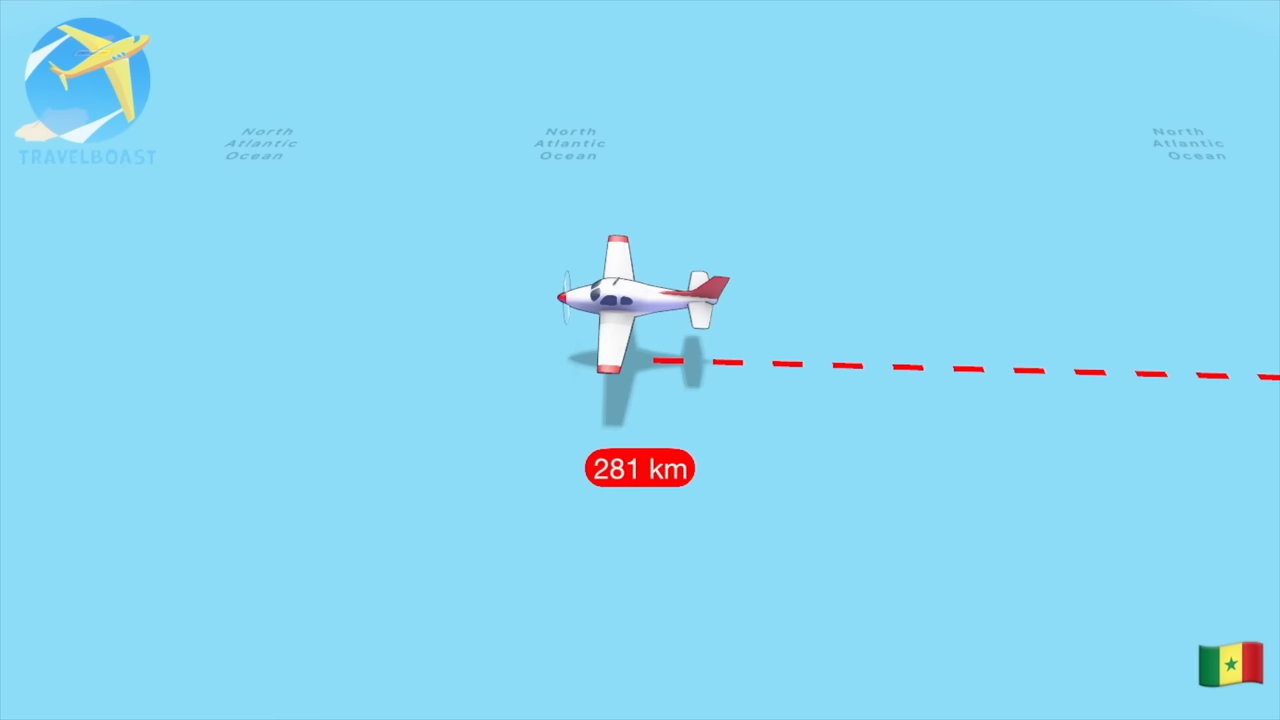 TRAVELBOAST
North
Atlantic
Ocean
North
Atlantic
Ocean
North
Atlantic
Ocean
281 km